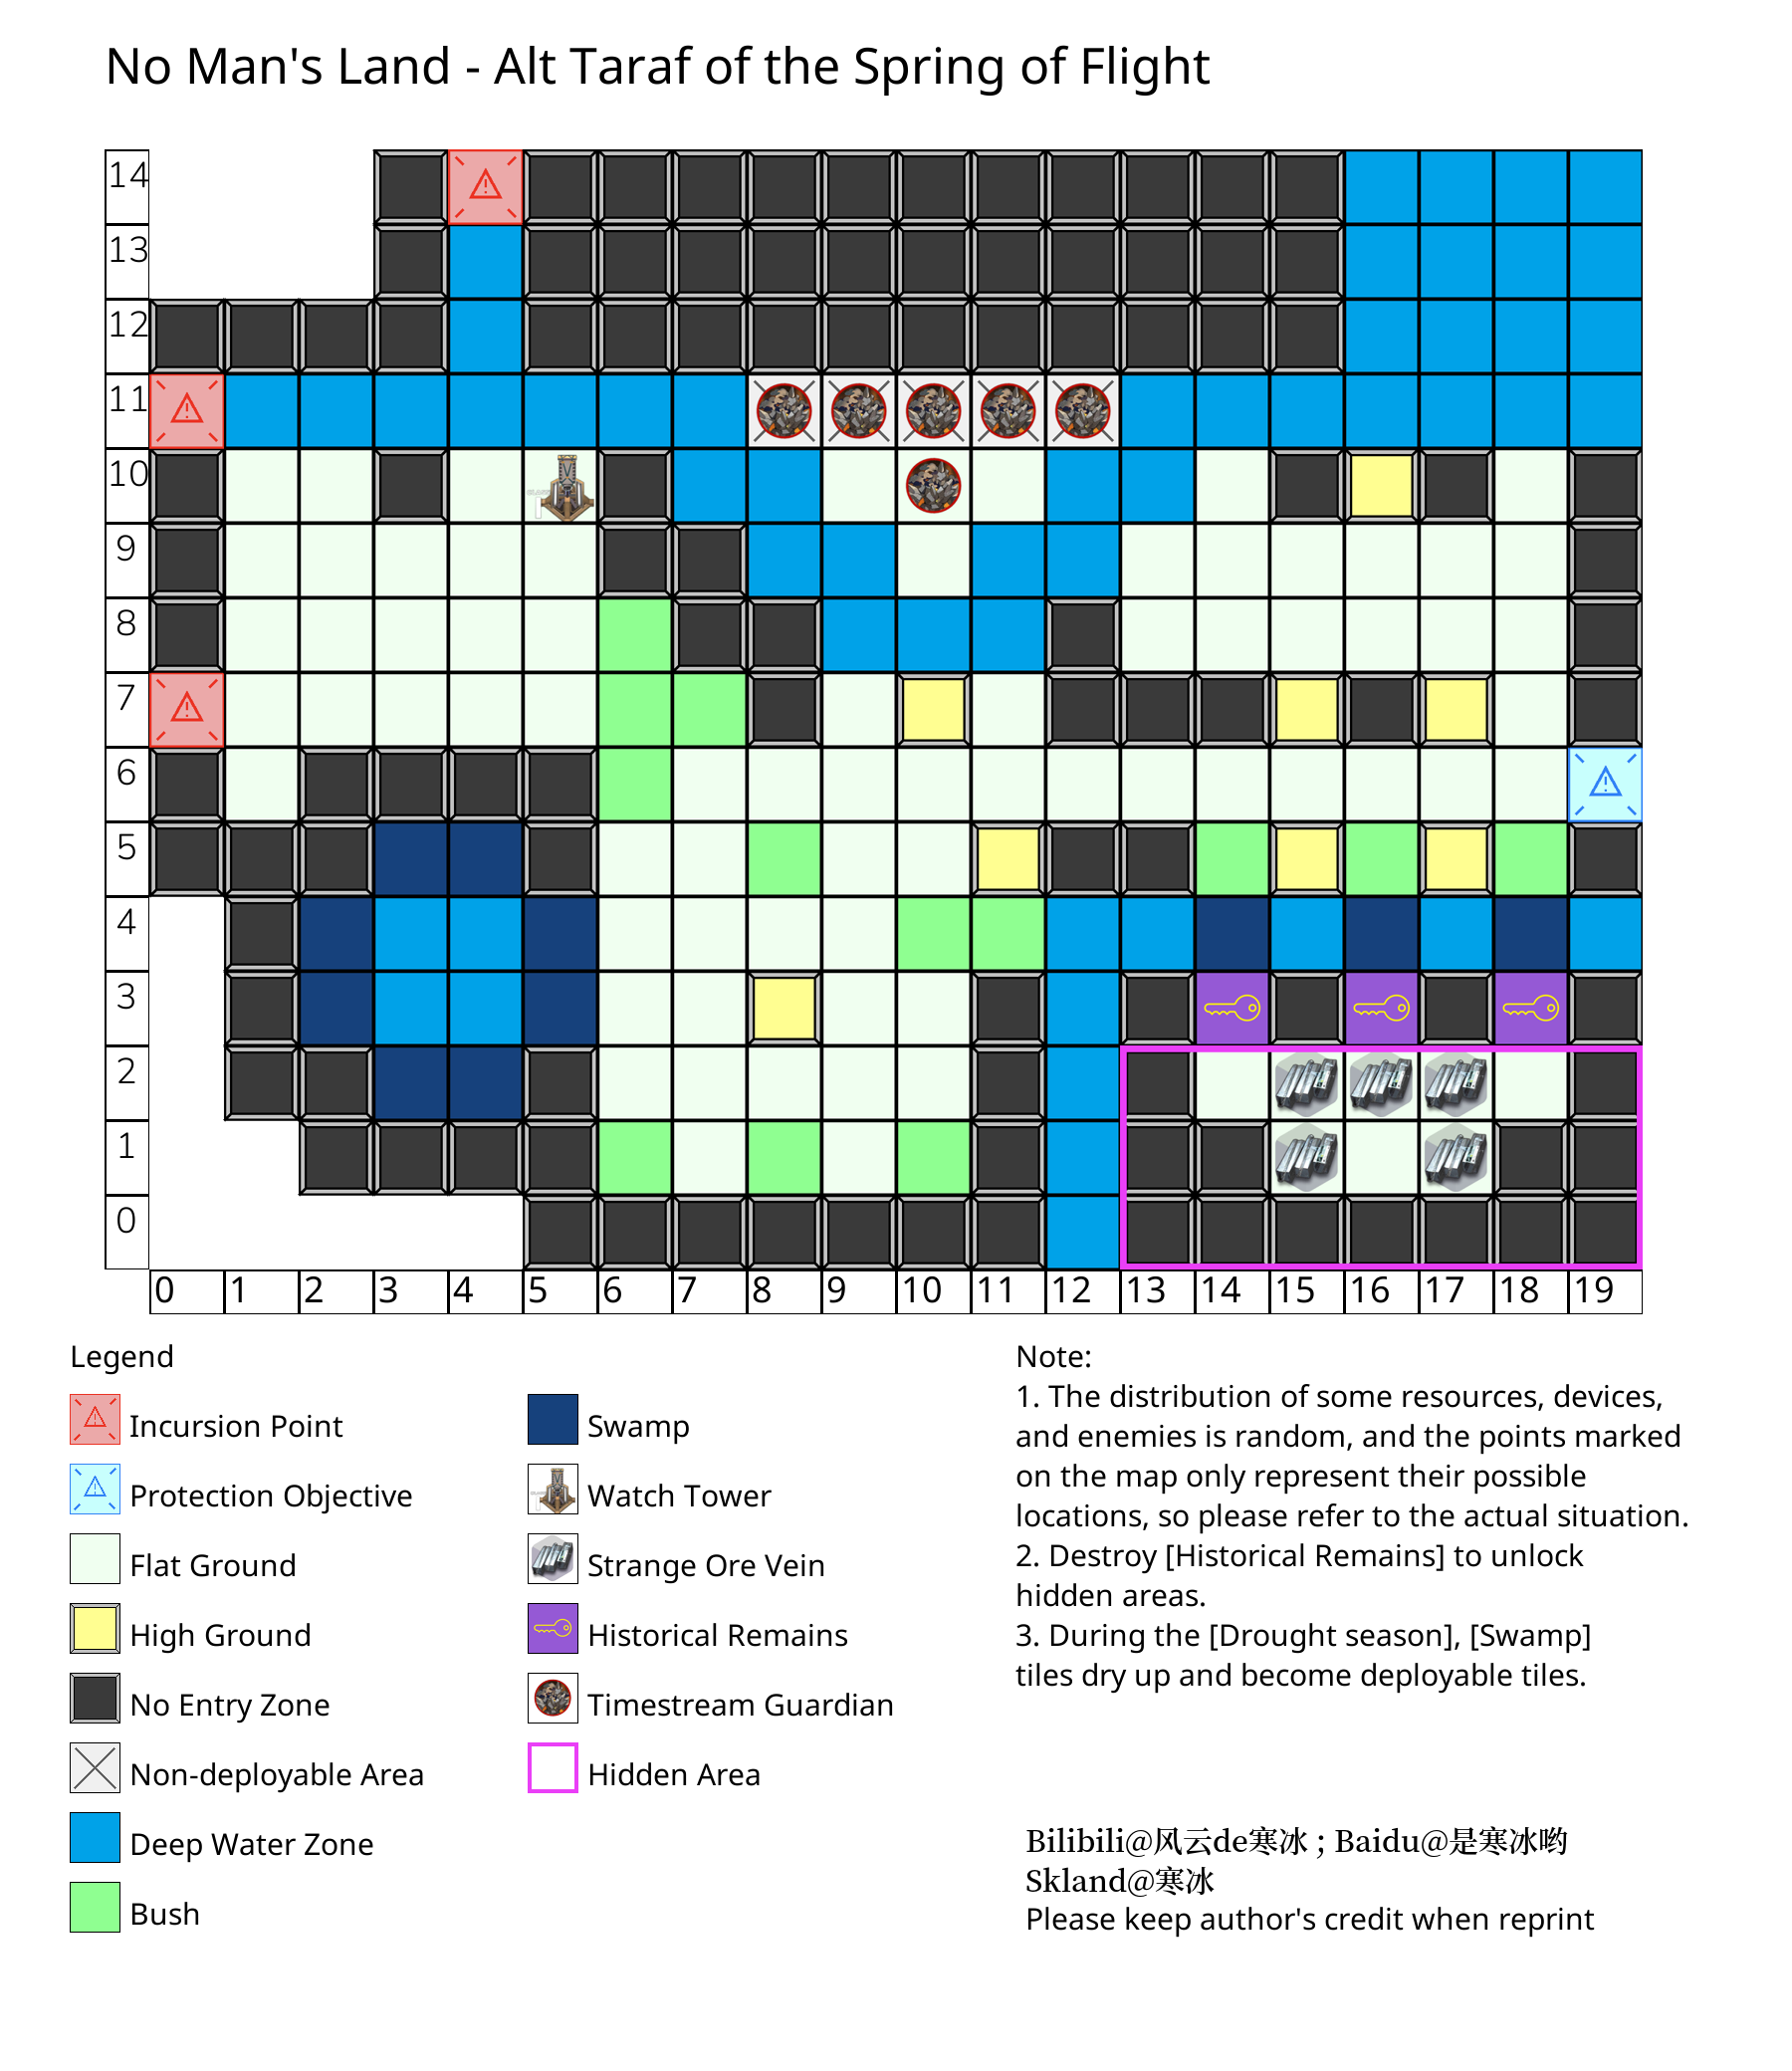 No Man's Land - Alt Taraf of the Spring of Flight
14
13
12
11
10
9
8
7
6
5
4
3
2
1
0
0 1 2 3 4 5 6 7 8 9 10 11 12 13 14 15 16 17 18 19
Legend
Incursion Point
Protection Objective
Flat Ground
High Ground
No Entry Zone
Non-deployable Area
Deep Water Zone
Bush
Swamp
Watch Tower
Strange Ore Vein
Historical Remains
Timestream Guardian
Hidden Area
Note:
1. The distribution of some resources, devices,
and enemies is random, and the points marked
on the map only represent their possible
locations, so please refer to the actual situation.
2. Destroy [Historical Remains] to unlock
hidden areas.
3. During the [Drought season], [Swamp]
tiles dry up and become deployable tiles.
Bilibili@风云de寒冰 ; Baidu@是寒冰哟
Skland@寒冰
Please keep author's credit when reprint